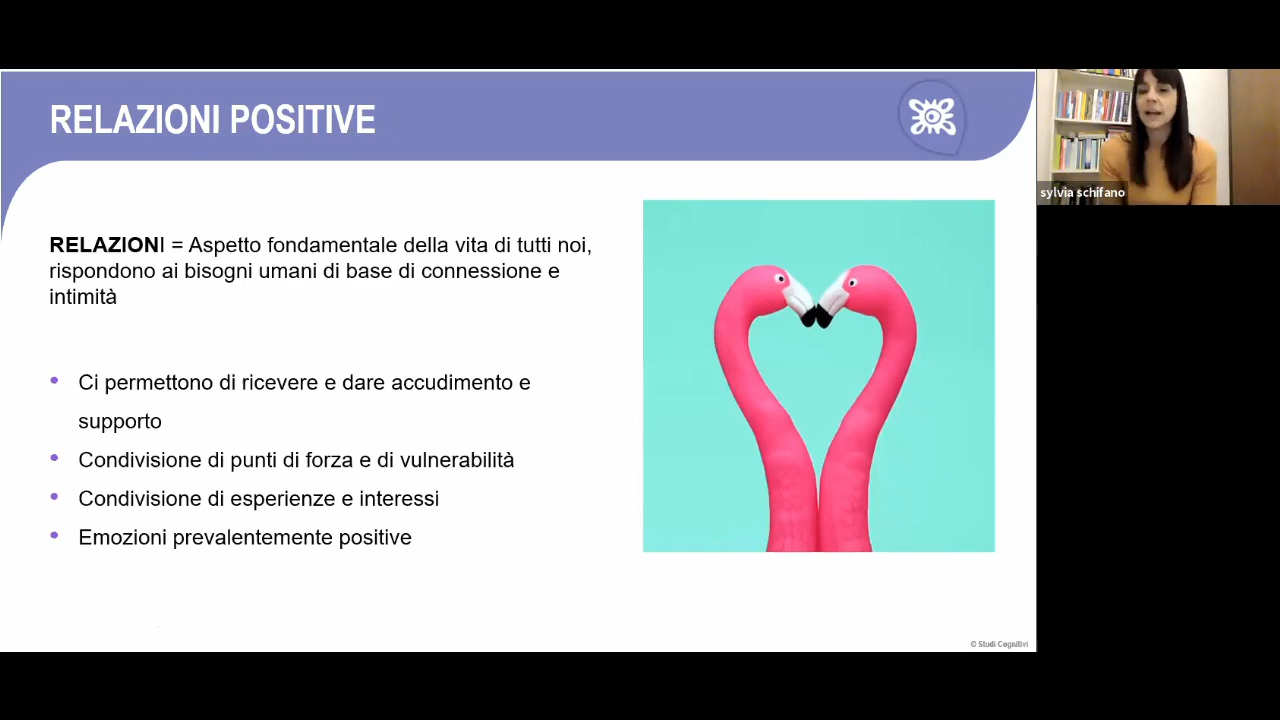 RELAZIONI POSITIVE
sylvia schifano
RELAZIONI = Aspetto fondamentale della vita di tutti noi,
rispondono ai bisogni umani di base di connessione e
intimità
• Ci permettono di ricevere e dare accudimento e
supporto
• Condivisione di punti di forza e di vulnerabilità
• Condivisione di esperienze e interessi
• Emozioni prevalentemente positive
© Studi Cognitivi